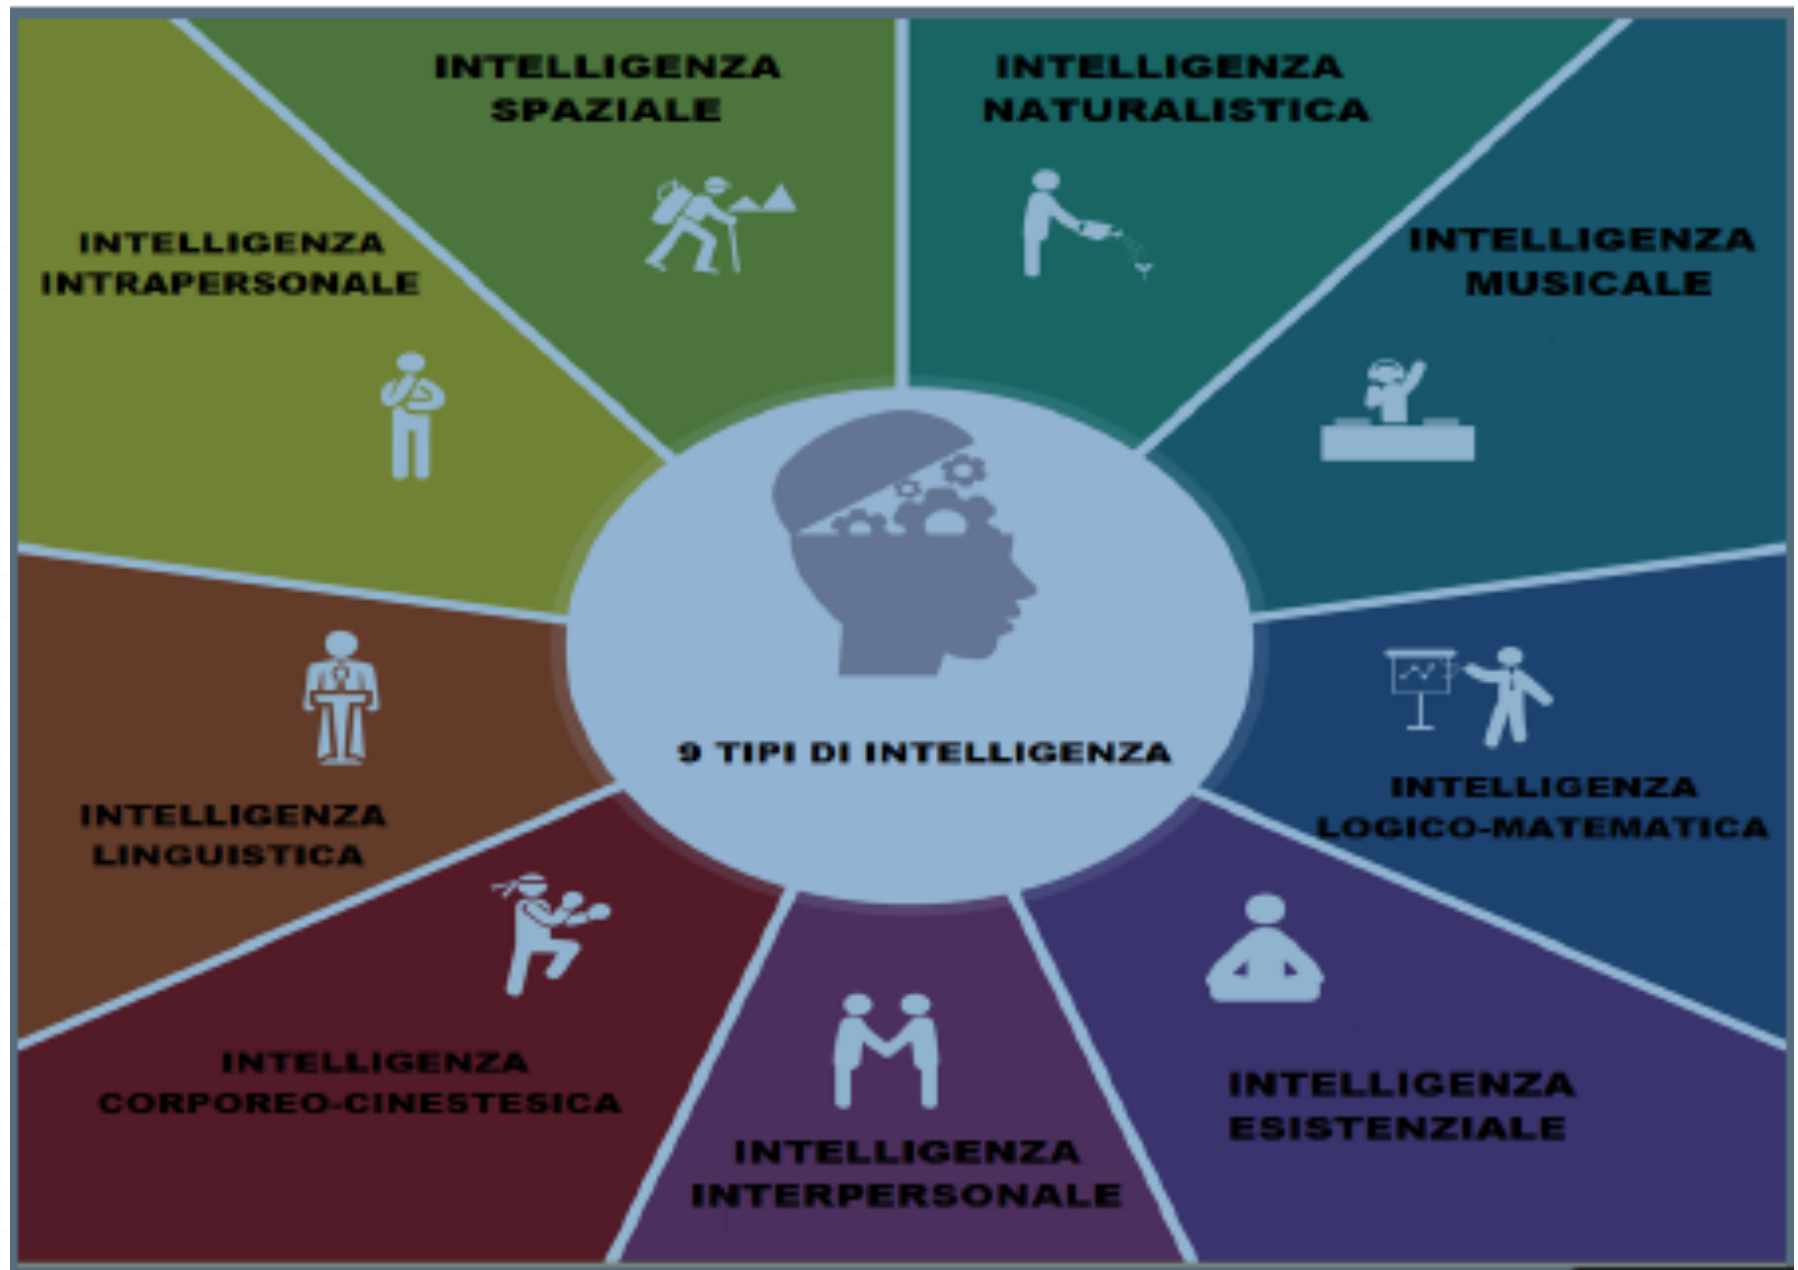 INTELLIGENZA
SPAZIALE
INTELLIGENZA
NATURALISTICA
INTELLIGENZA
MUSICALE
INTELLIGENZA
INTRAPERSONALE
9 TIPI DI INTELLIGENZA
INTELLIGENZA
LOGICO-MATEMATICA
INTELLIGENZA
LINGUISTICA
INTELLIGENZA
CORPOREO-CINESTESICA
INTELLIGENZA
INTERPERSONALE
INTELLIGENZA
ESISTENZIALE